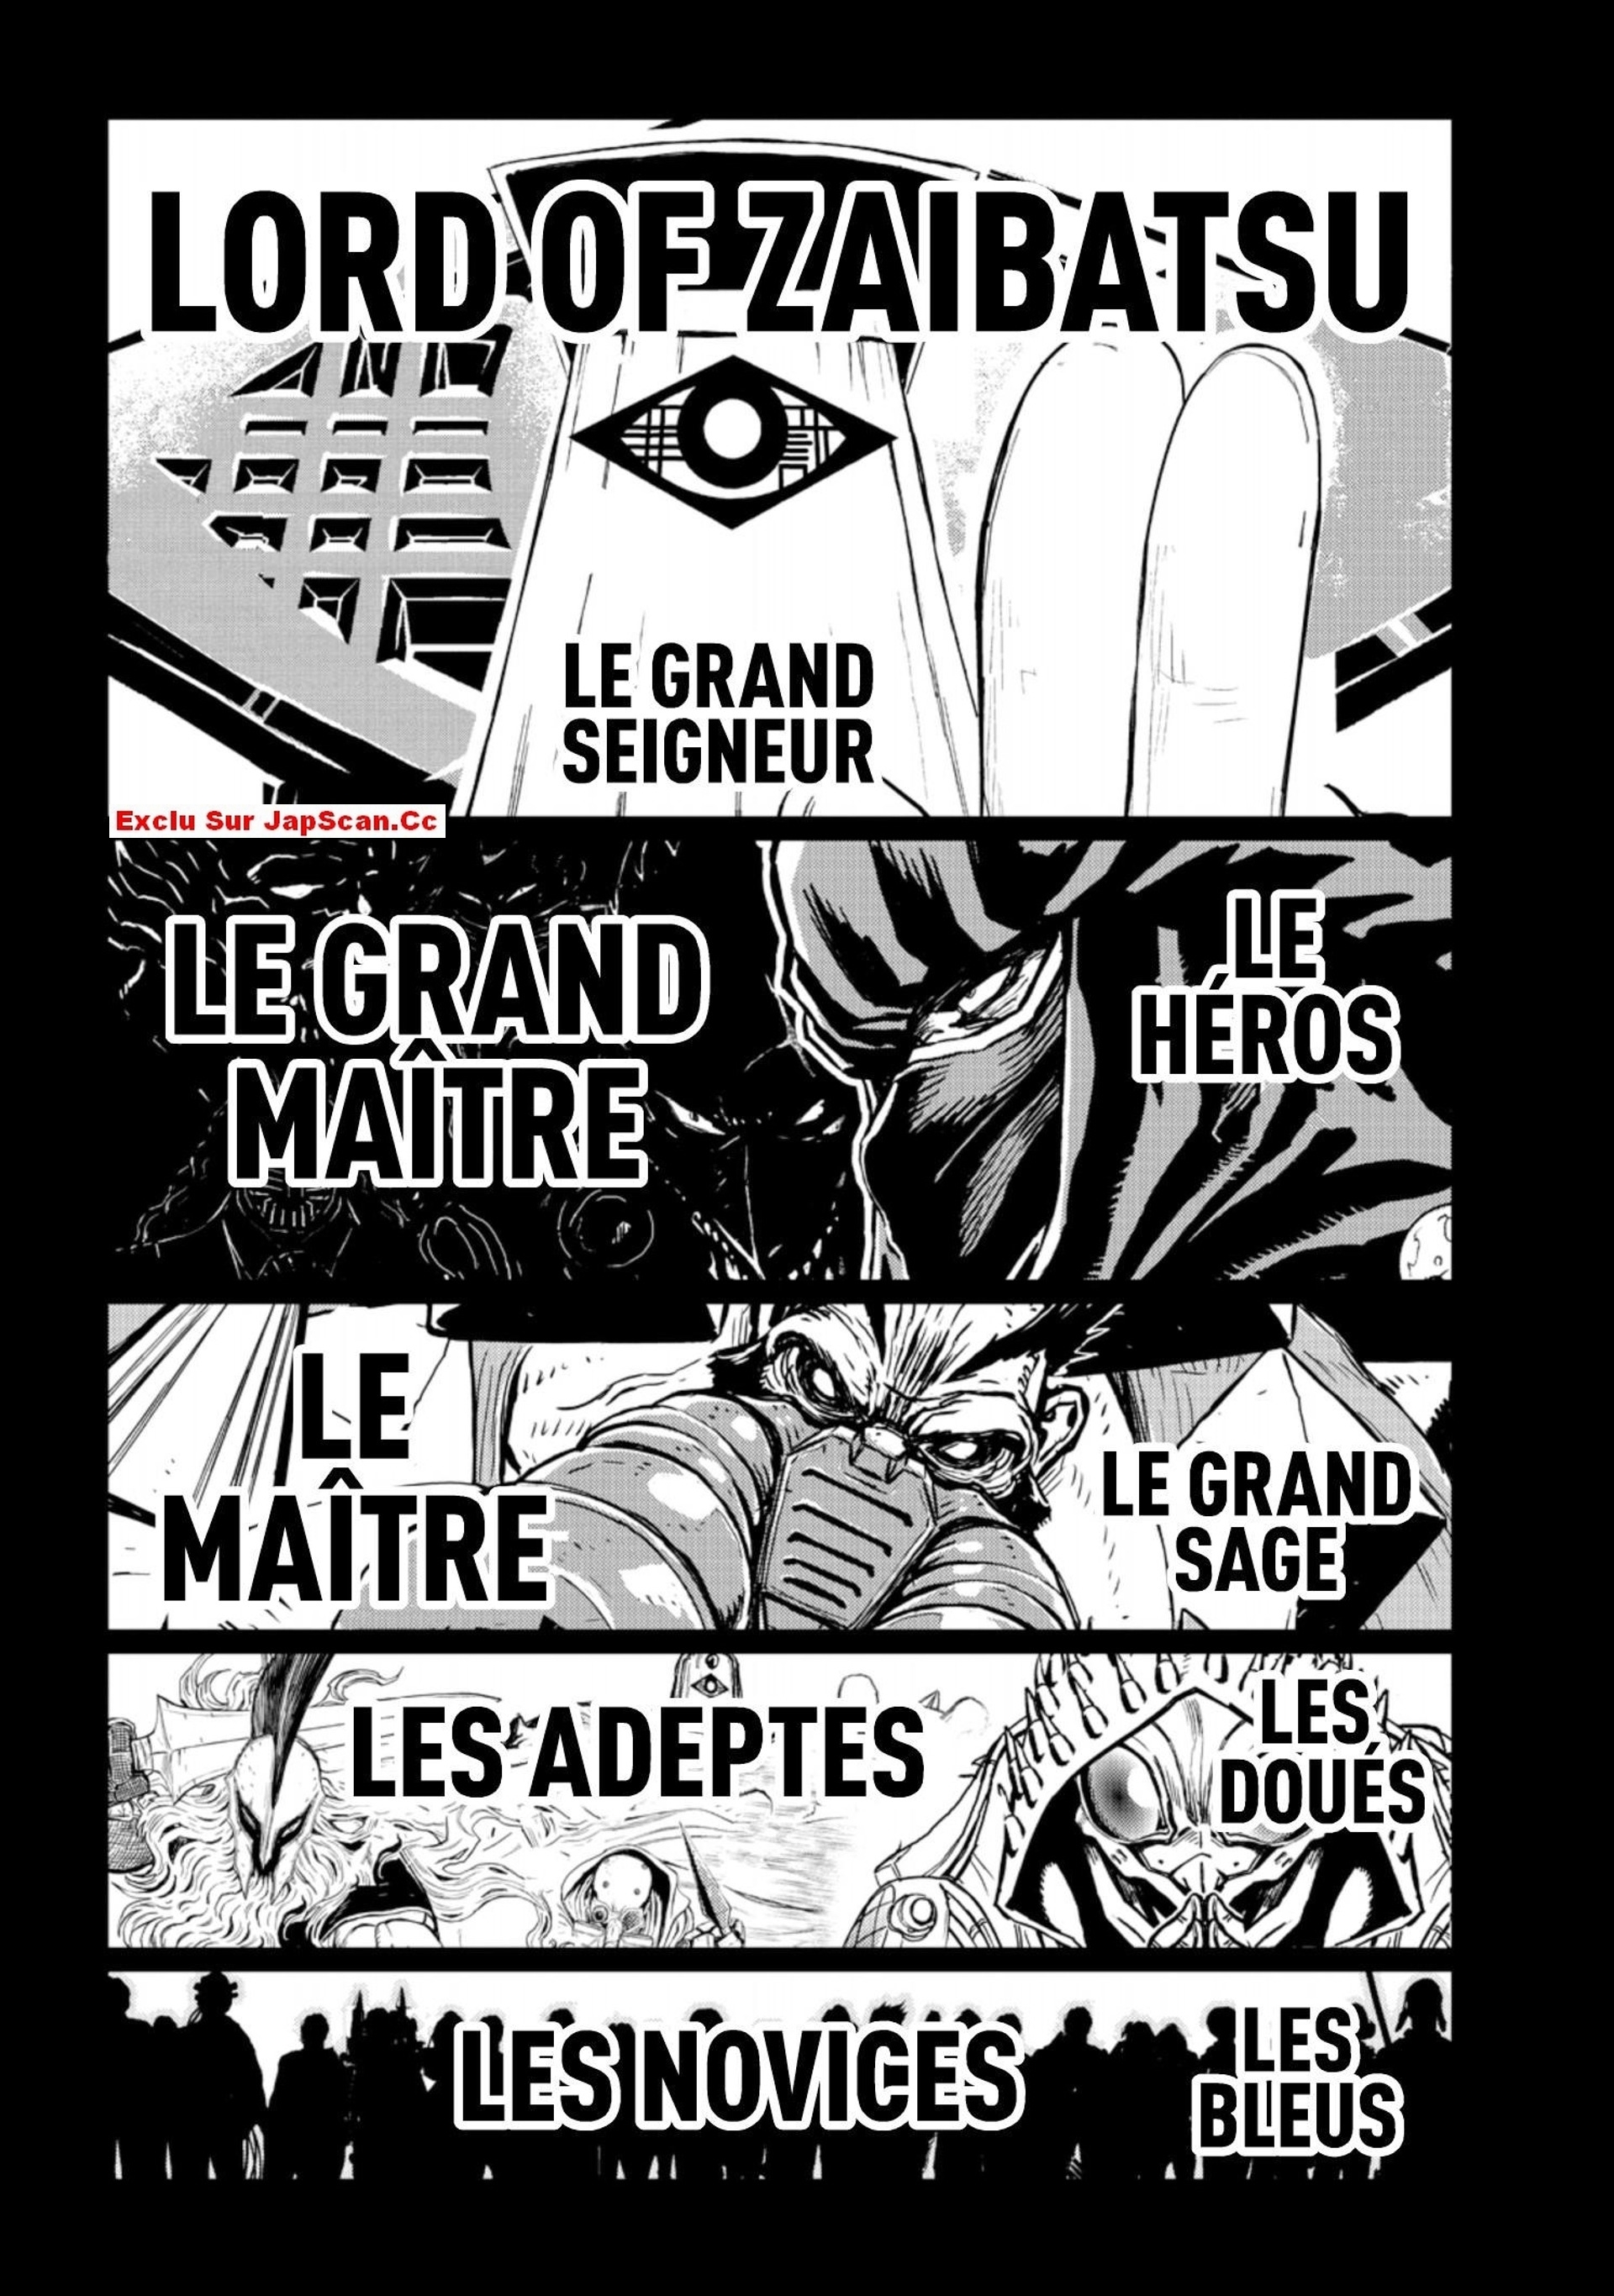 LORD OF ZAIBATSU
LE GRAND
SEIGNEUR
Exclu Sur JapScan.Cc
LE GRAND
MAÎTRE
LE
HÉROS
LE
MAÎTRE
LE GRAND
SAGE
LES ADEPTES
LES
DOUÉS
LES NOVICES
LES
BLEUS